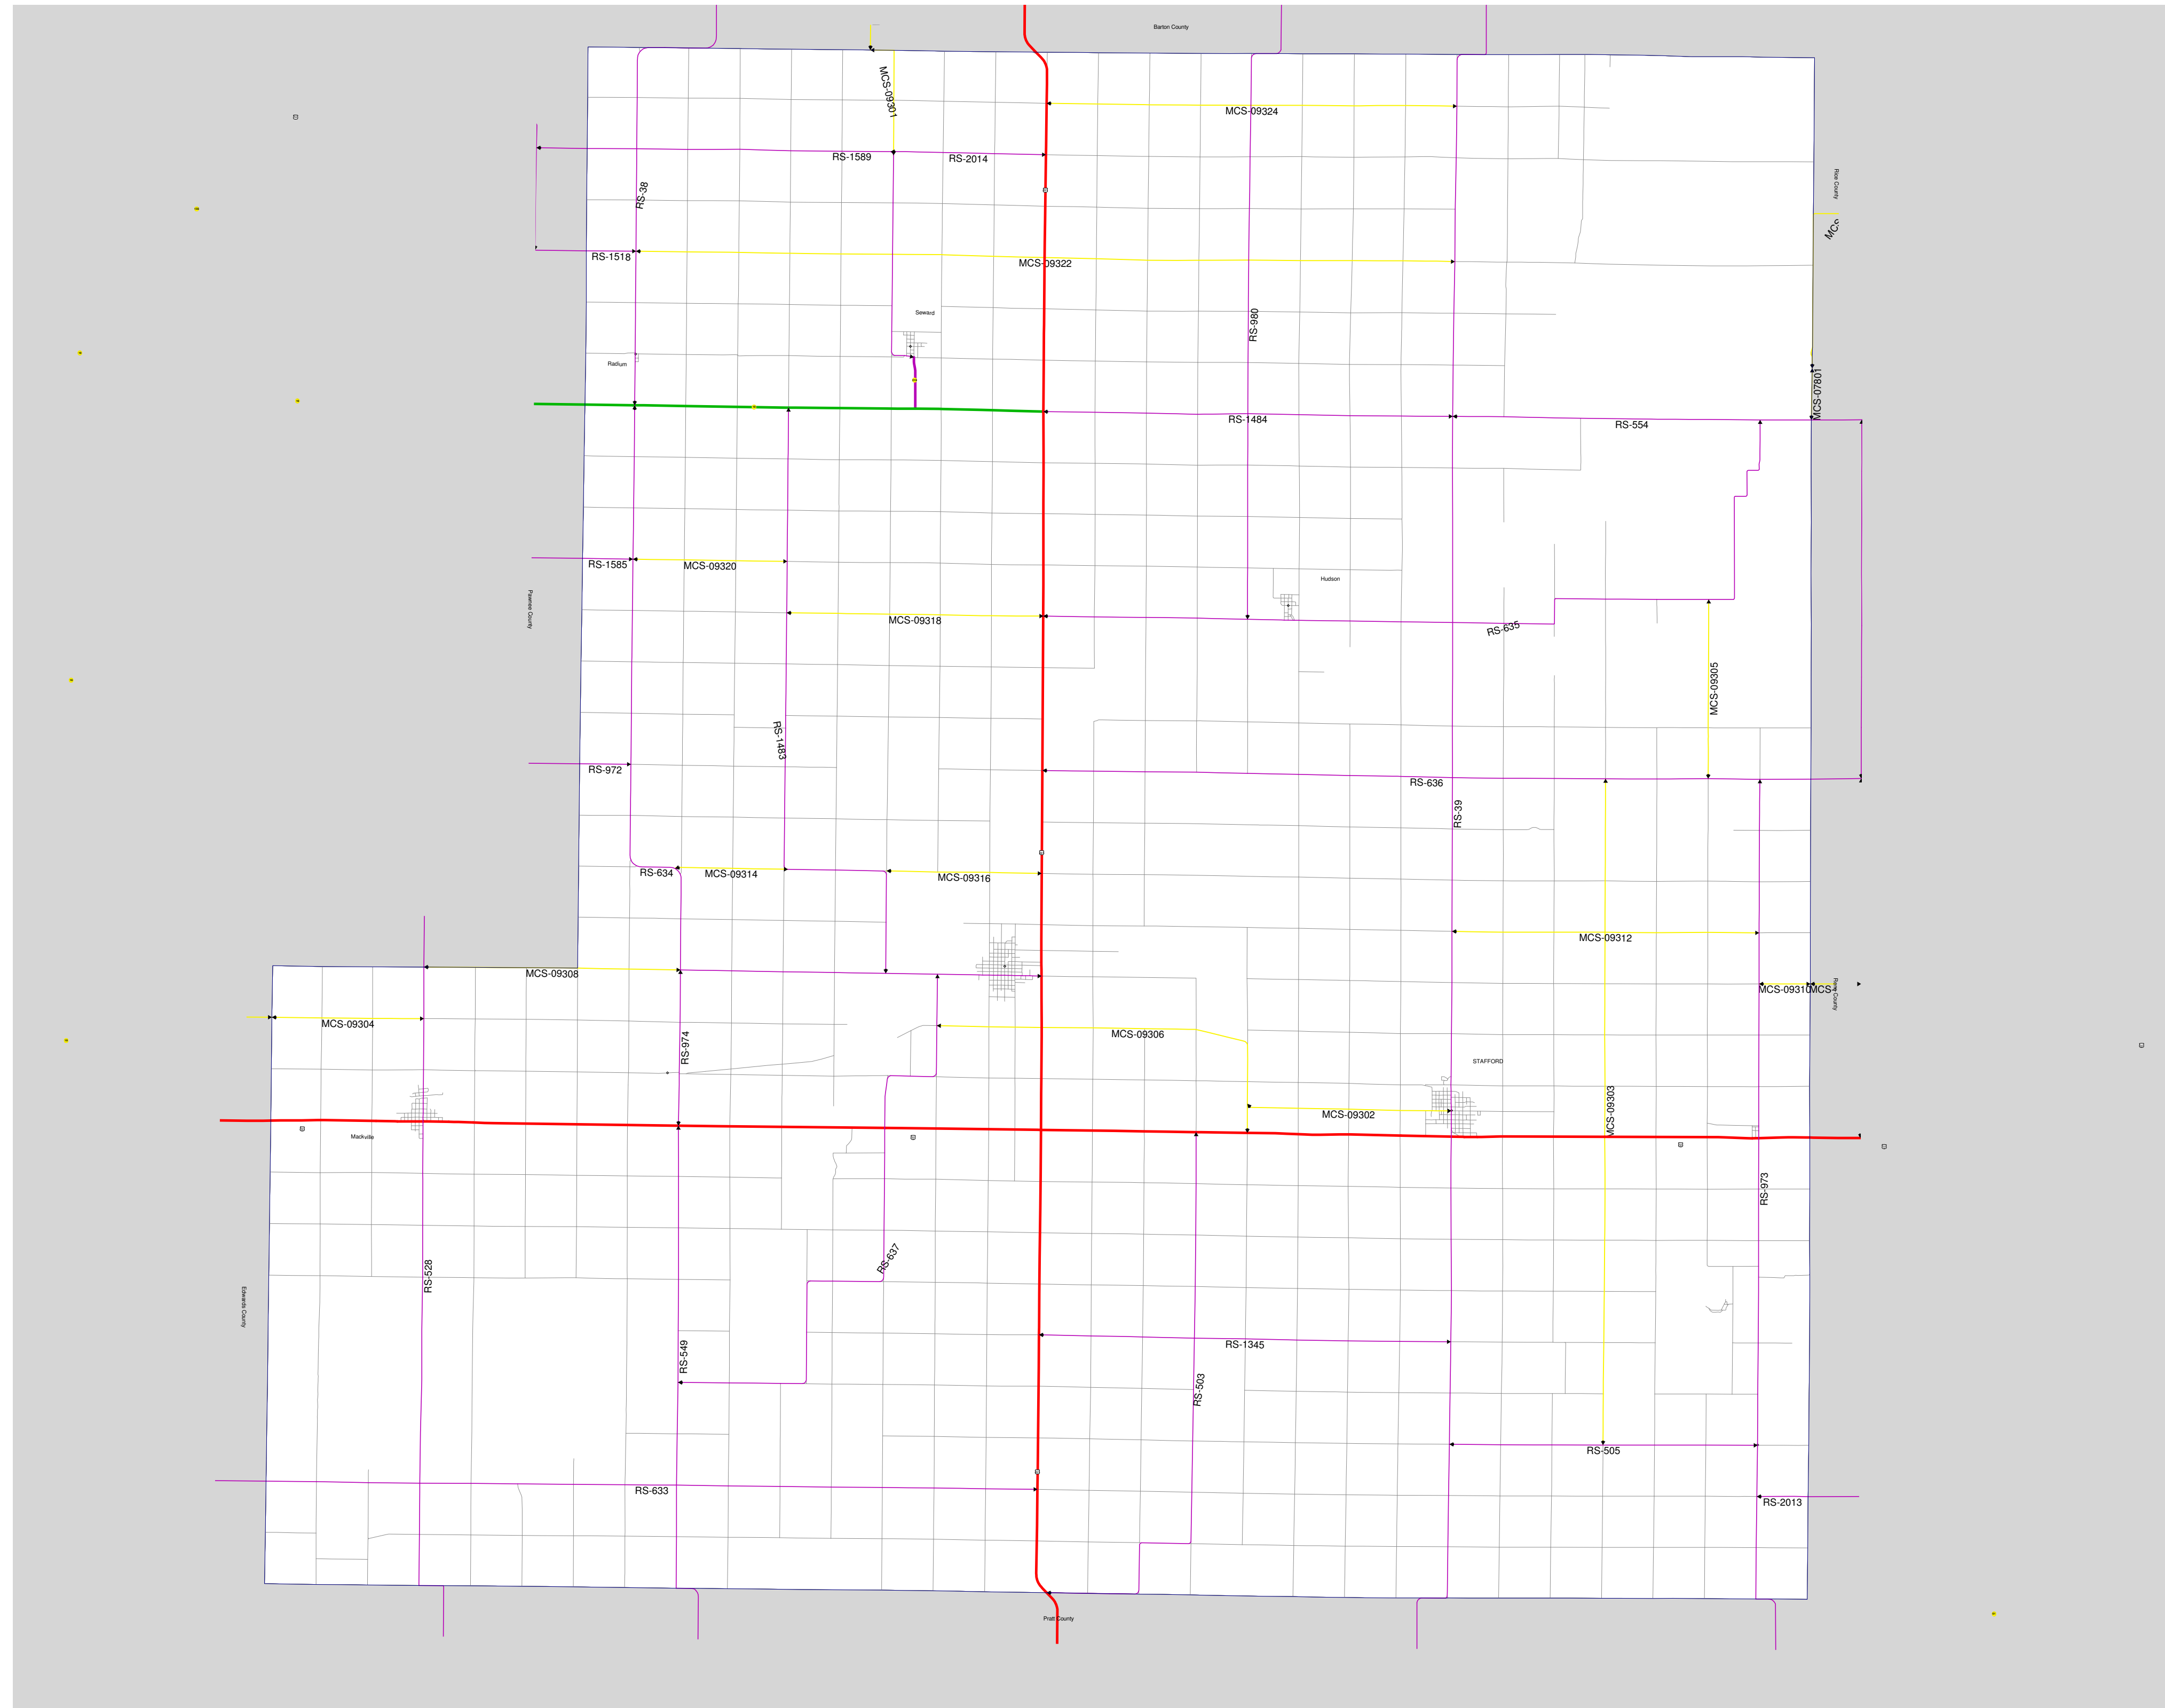 Barton County
MCS-09301
MCS-09324
RS-1589
RS-2014
Rice County
RS-38
MCS
RS-1518
MCS-09322
Seward
RS-980
Radium
MCS-07801
RS-1484
RS-554
RS-1585
MCS-09320
Hudson
Pawnee County
MCS-09318
RS-635
MCS-09305
RS-1483
RS-972
RS-636
RS-39
RS-634
MCS-09314
MCS-09316
MCS-09312
MCS-09308
MCS-09310
MCS-
Reno County
MCS-09304
RS-974
MCS-09306
STAFFORD
MCS-09303
MCS-09302
Mackville
RS-973
RS-637
RS-528
Edwards County
RS-549
RS-1345
RS-503
RS-505
RS-633
RS-2013
Pratt County